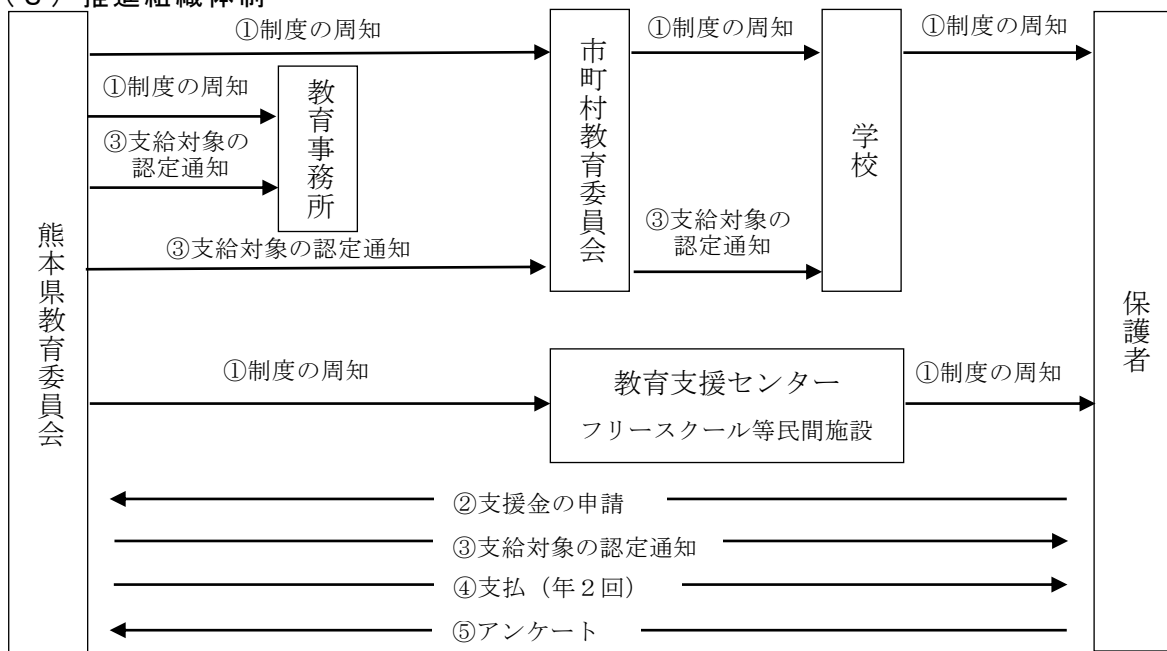 推進組織体制
①制度の周知
①制度の周知
①制度の周知
①制度の周知
教育事務所
③支給対象の
認定通知
市町村教育委員会
学校
③支給対象の認定通知
③支給対象の
認定通知
熊本県教育委員会
保護者
①制度の周知
教育支援センター
フリースクール等民間施設
①制度の周知
②支援金の申請
③支給対象の認定通知
④支払（年２回）
⑤アンケート